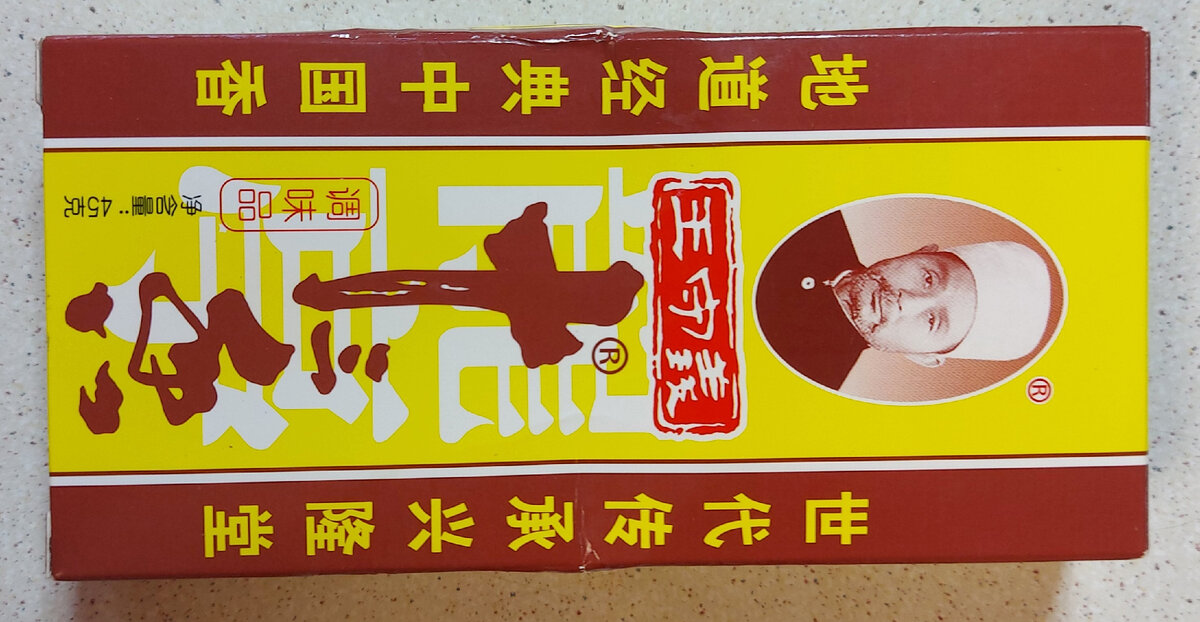 地道经典中国香
®
王守義
十三香
®
调味品
净含量:45克
世代传承兴隆堂